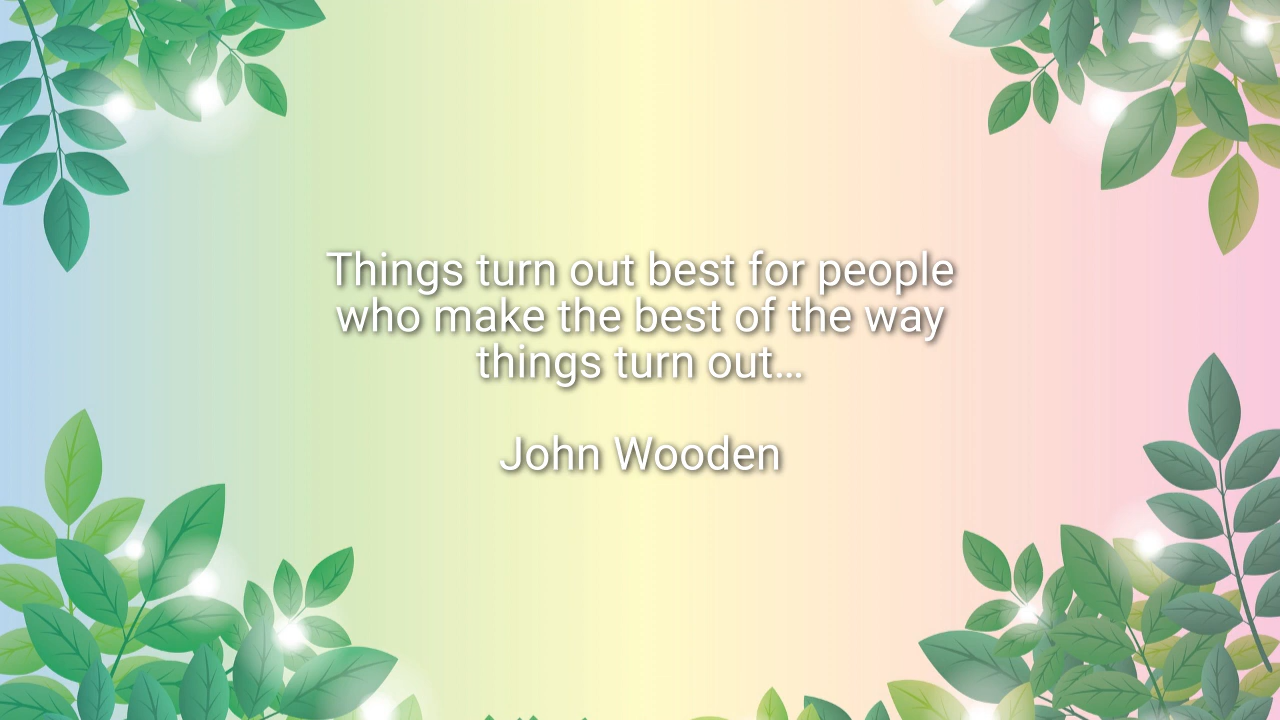 Things turn out best for people
who make the best of the way
things turn out…
John Wooden